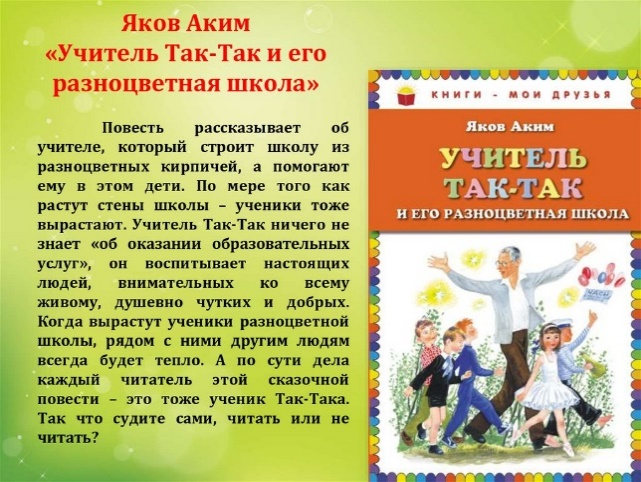 Яков Аким
«Учитель Так-Так и его
разноцветная школа»
Повесть рассказывает об
учителе, который строит школу из
разноцветных кирпичей, а помогают
ему в этом дети. По мере того как
растут стены школы – ученики тоже
вырастают. Учитель Так-Так ничего не
знает «об оказании образовательных
услуг», он воспитывает настоящих
людей, внимательных ко всему
живому, душевно чутких и добрых.
Когда вырастут ученики разноцветной
школы, рядом с ними другим людям
всегда будет тепло. А по сути дела
каждый читатель этой сказочной
повести – это тоже ученик Так-Така.
Так что судите сами, читать или не
читать?
КНИГИ - МОИ ДРУЗЬЯ
Яков Аким
УЧИТЕЛЬ
ТАК-ТАК
И ЕГО РАЗНОЦВЕТНАЯ ШКОЛА